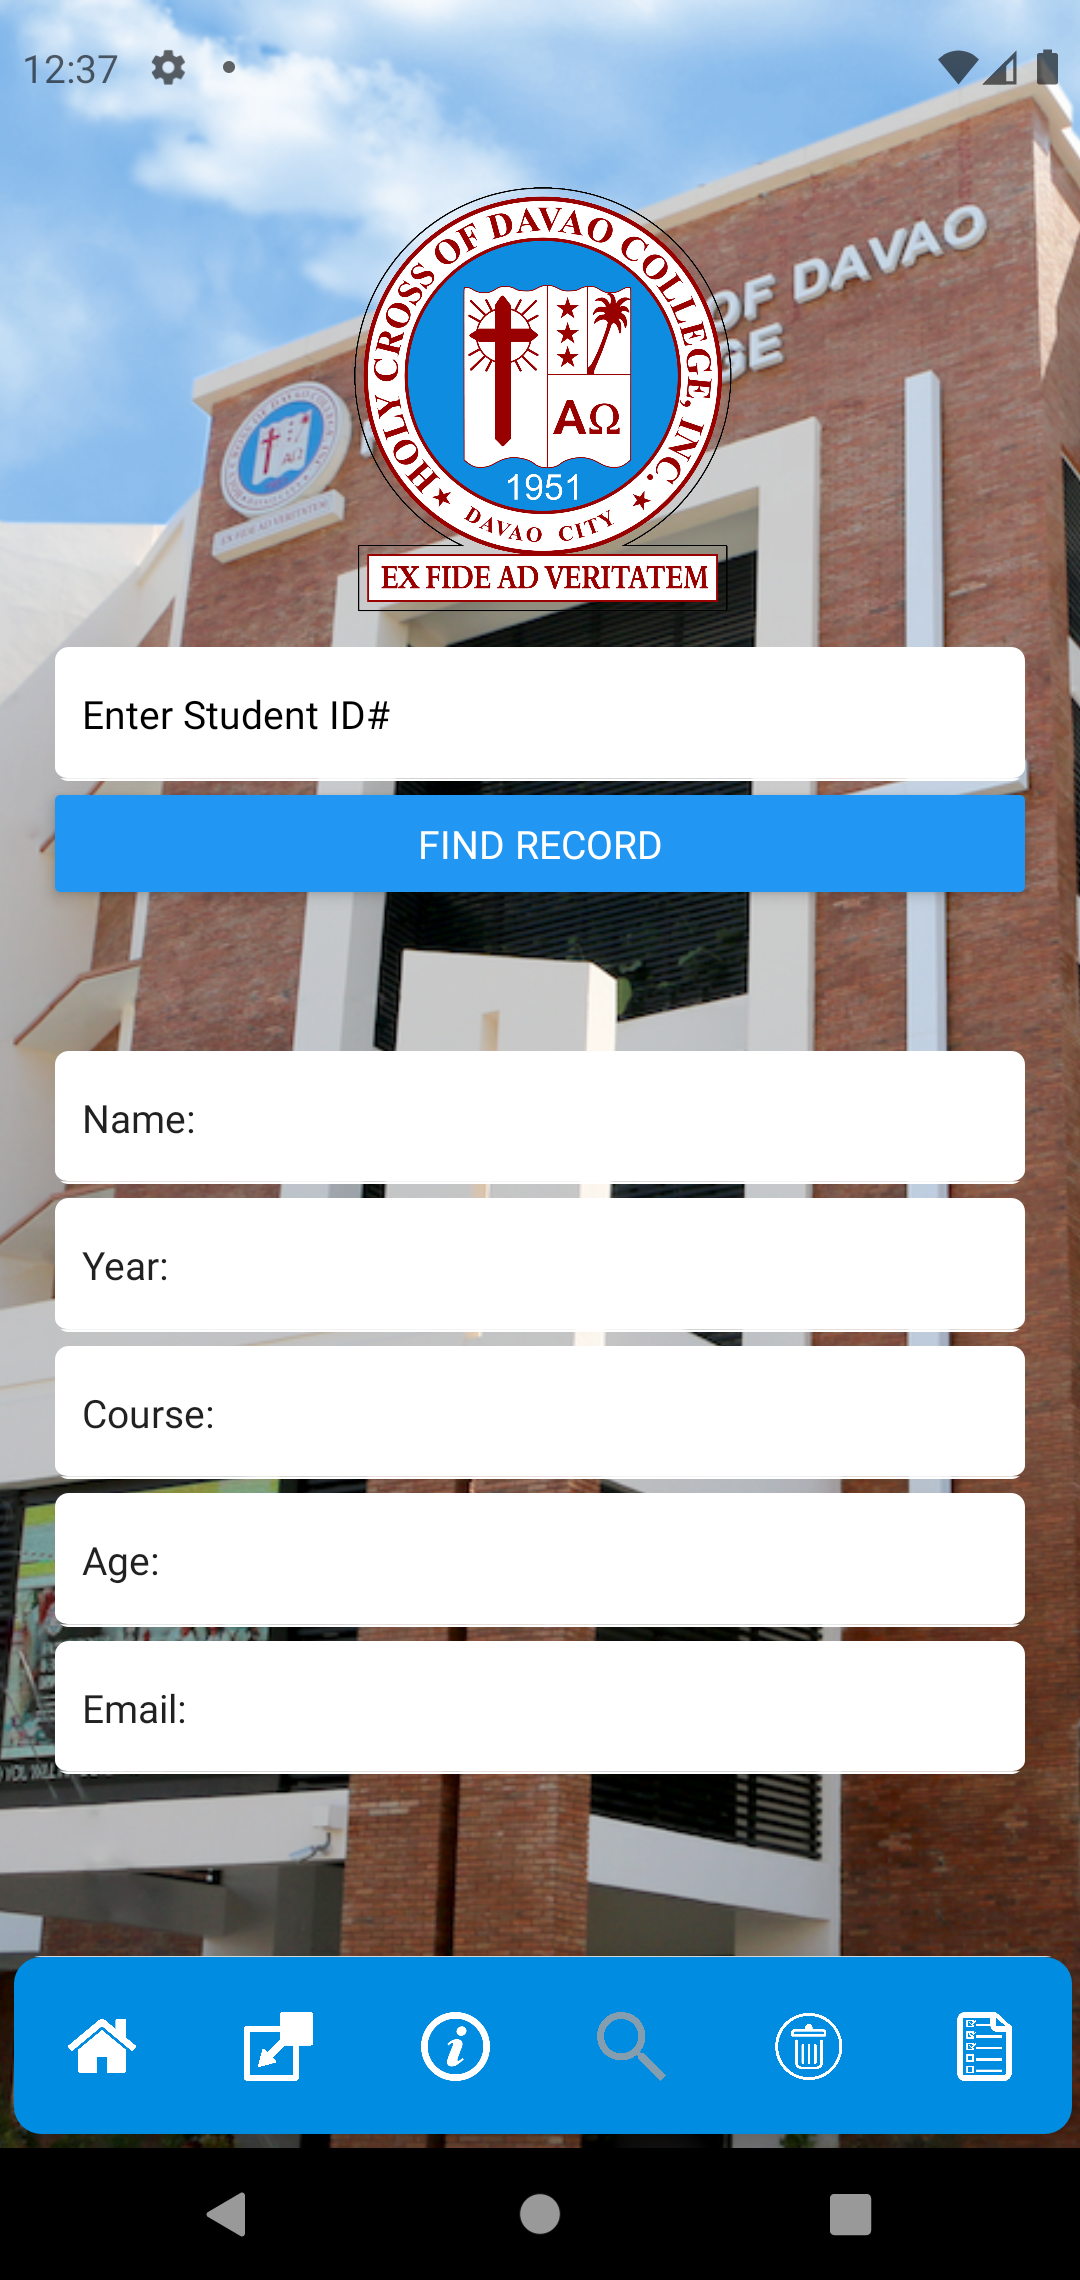 12:37
HOLY CROSS OF DAVAO COLLEGE, INC.
OF DAVAO
GE
ΑΩ
1951
DAVAO CITY
EX FIDE AD VERITATEM
Enter Student ID#
FIND RECORD
Name:
Year:
Course:
Age:
Email: